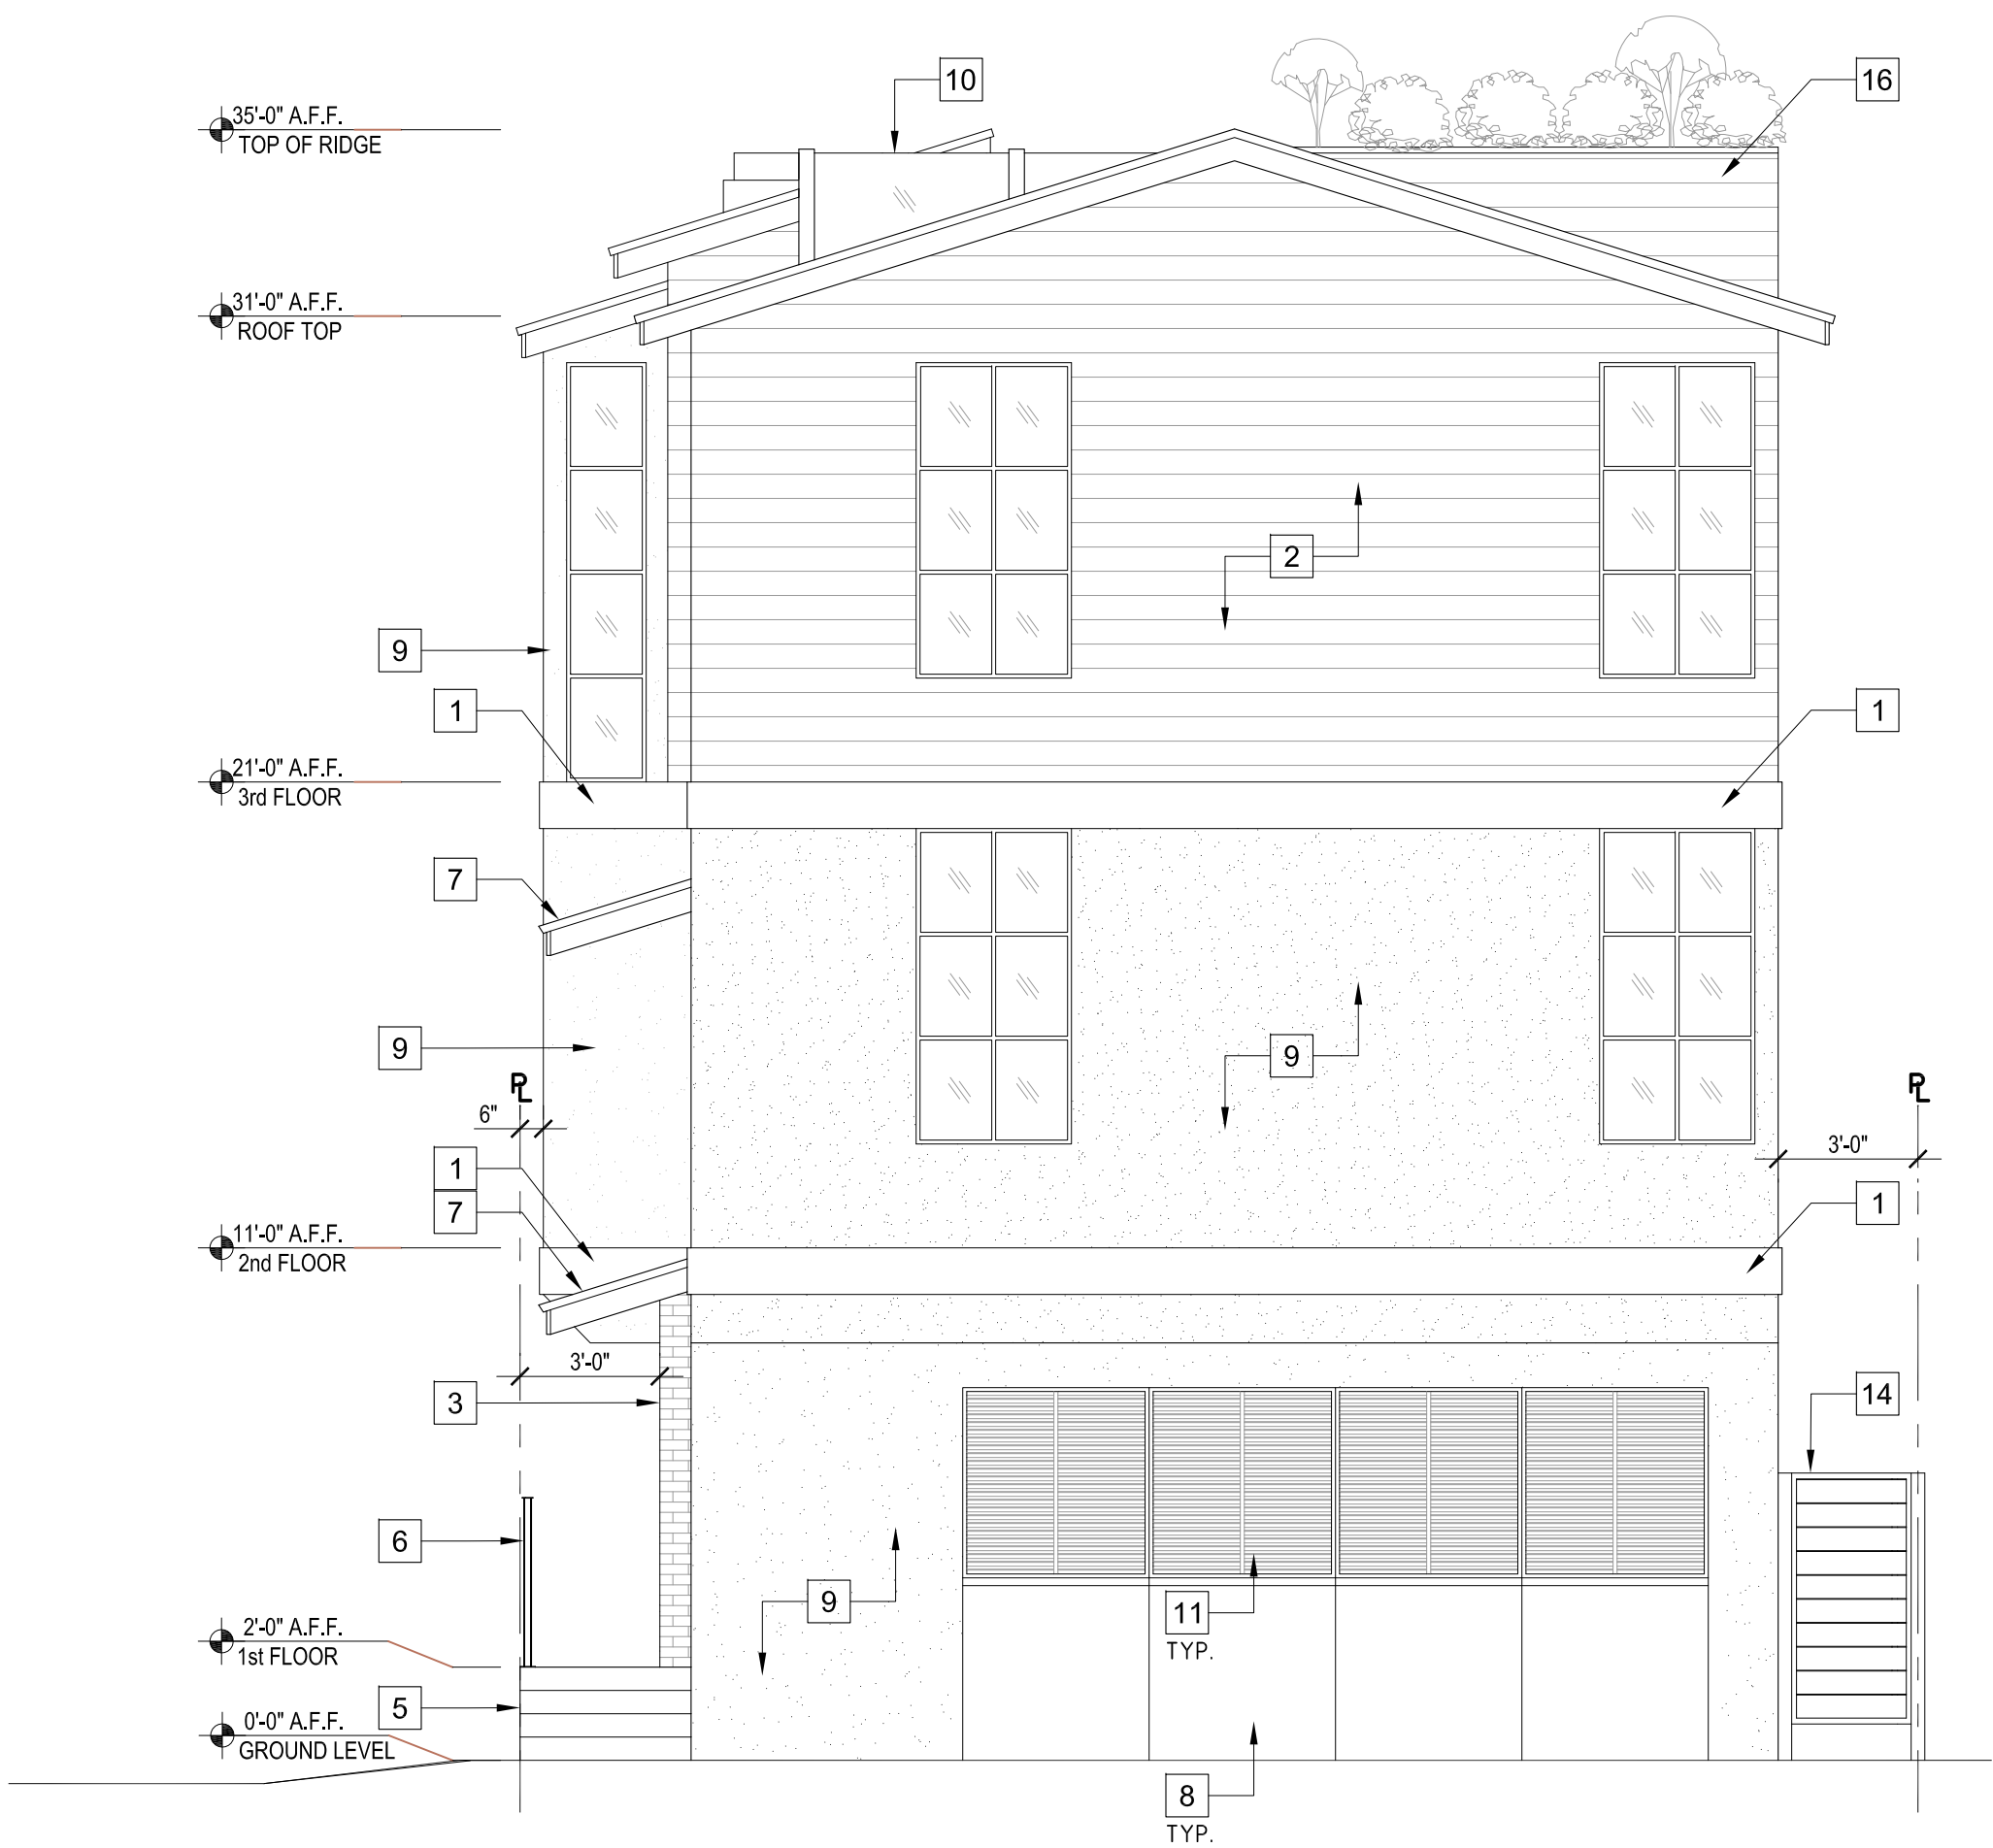 10
16
35'-0" A.F.F.
TOP OF RIDGE
31'-0" A.F.F.
ROOF TOP
2
9
1
1
21'-0" A.F.F.
3rd FLOOR
7
9
9
PL
PL
6"
3'-0"
1
7
1
11'-0" A.F.F.
2nd FLOOR
3'-0"
3
14
6
9
11
TYP.
2'-0" A.F.F.
1st FLOOR
5
0'-0" A.F.F.
GROUND LEVEL
8
TYP.